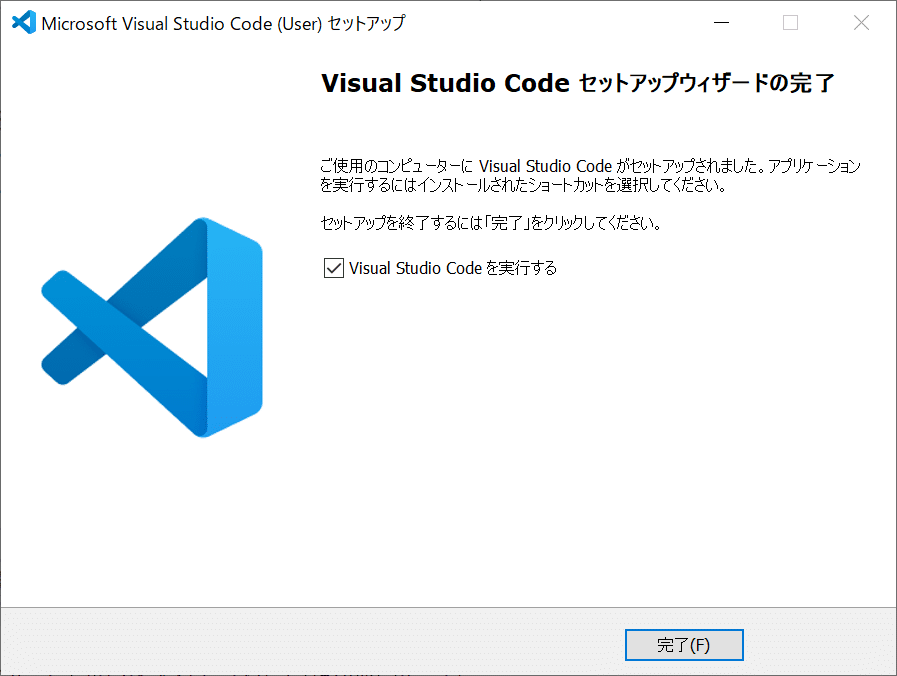 Microsoft Visual Studio Code (User) セットアップ
Visual Studio Code セットアップウィザードの完了
ご使用のコンピューターに Visual Studio Code がセットアップされました。アプリケーション
を実行するにはインストールされたショートカットを選択してください。
セットアップを終了するには「完了」をクリックしてください。
Visual Studio Code を実行する
完了(F)